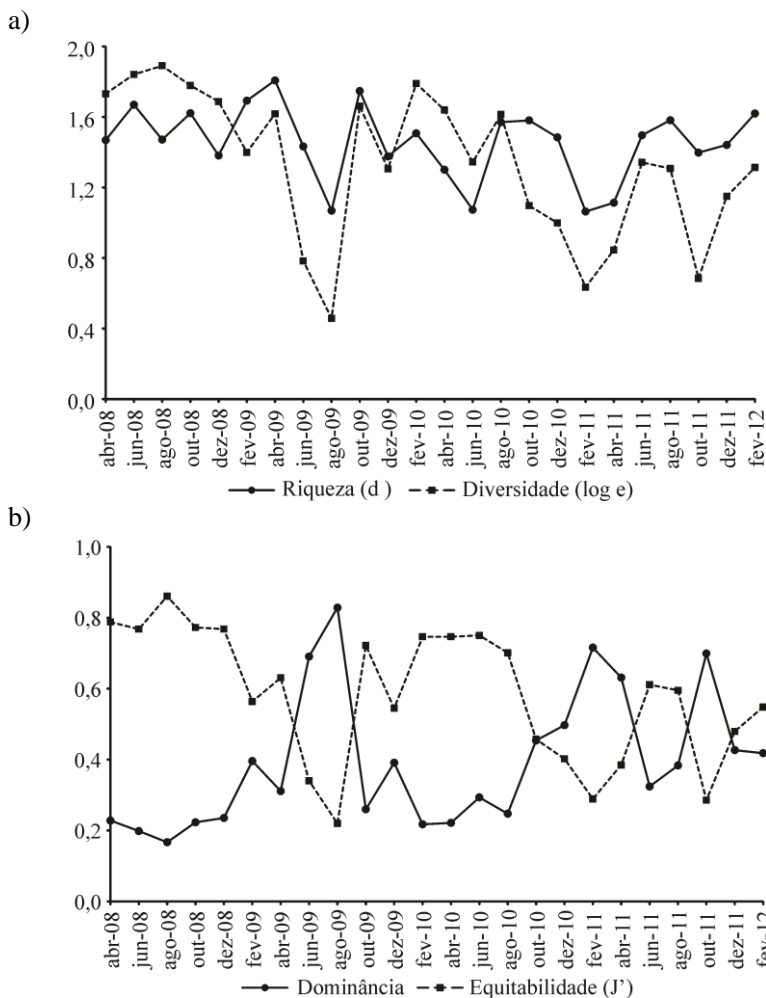 a)
2,0
1,6
1,2
0,8
0,4
0,0
abr-08
jun-08
ago-08
out-08
dez-08
fev-09
abr-09
jun-09
ago-09
out-09
dez-09
fev-10
abr-10
jun-10
ago-10
out-10
dez-10
fev-11
abr-11
jun-11
ago-11
out-11
dez-11
fev-12
Riqueza (d ) Diversidade (log e)
b)
1,0
0,8
0,6
0,4
0,2
0,0
abr-08
jun-08
ago-08
out-08
dez-08
fev-09
abr-09
jun-09
ago-09
out-09
dez-09
fev-10
abr-10
jun-10
ago-10
out-10
dez-10
fev-11
abr-11
jun-11
ago-11
out-11
dez-11
fev-12
Dominância Equitabilidade (J’)